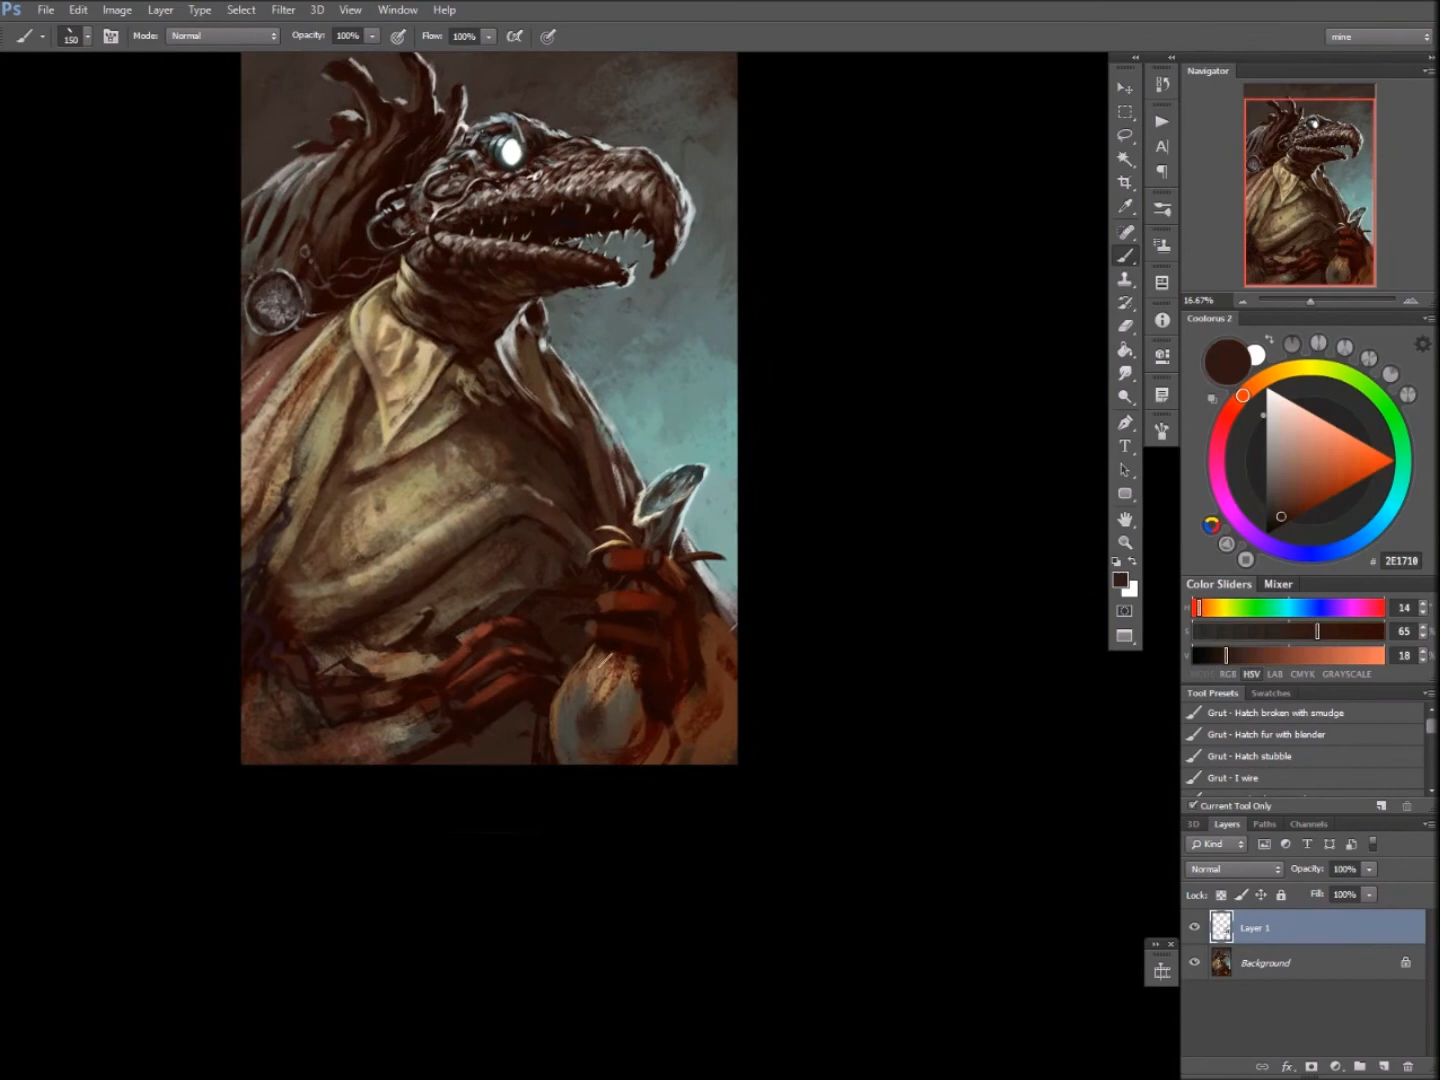 Ps File Edit Image Layer Type Select Filter 3D View Window Help
150 Mode: Normal Opacity: 100% Flow: 100% mine
Navigator
16.67%
Coolorus 2
# 2E1710
Color Sliders Mixer
H 14 °
S 65 %
V 18 %
RGB HSV LAB CMYK GRAYSCALE
Tool Presets Swatches
Grut - Hatch broken with smudge
Grut - Hatch fur with blender
Grut - Hatch stubble
Grut - I wire
Current Tool Only
3D Layers Paths Channels
Kind
Normal Opacity: 100%
Lock: Fill: 100%
Layer 1
Background
fx